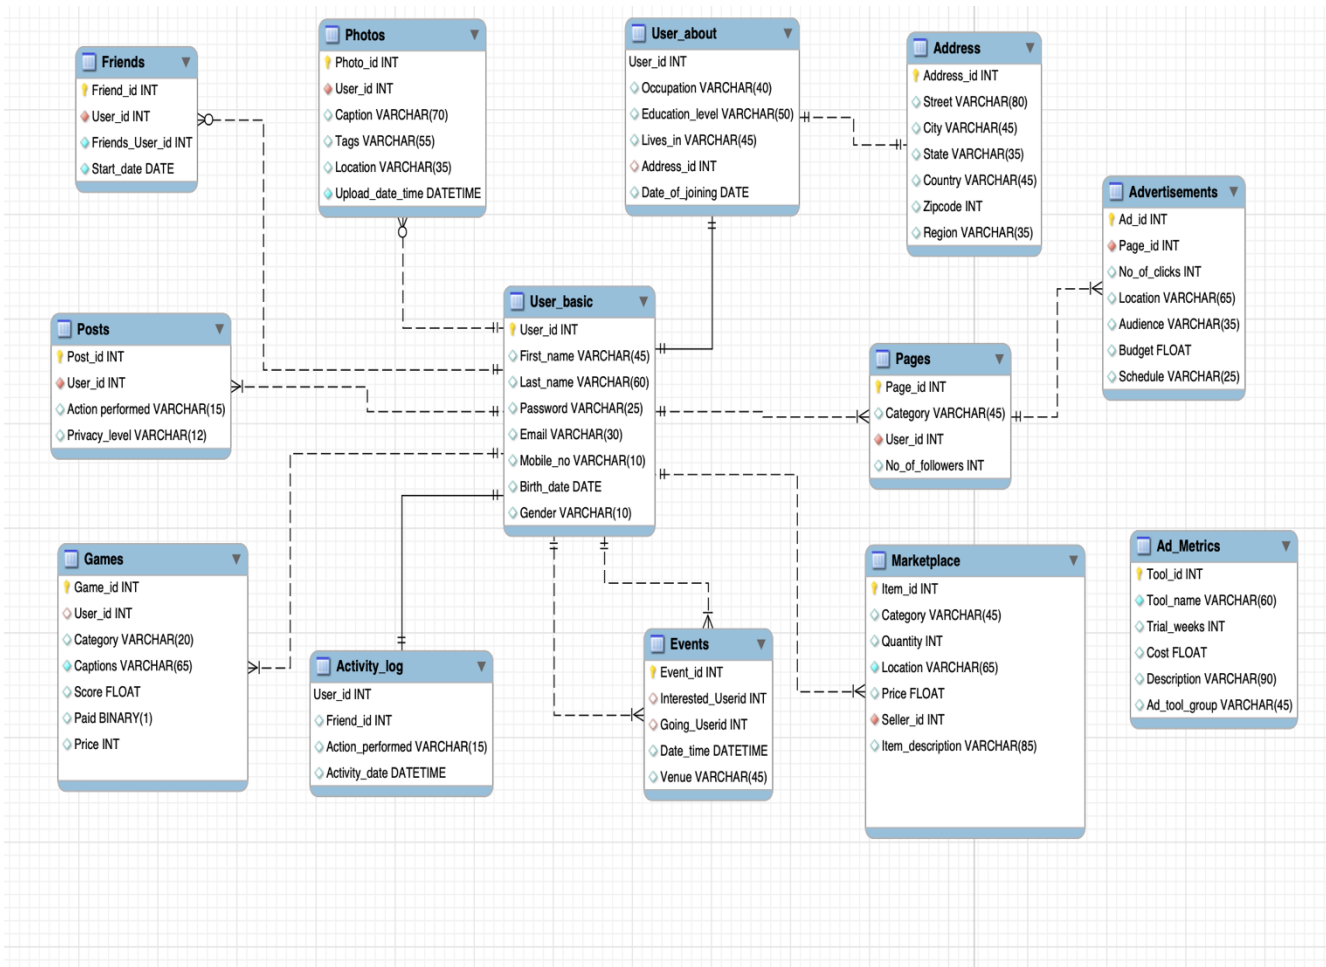 Friends
Friend_id INT
User_id INT
Friends_User_id INT
Start_date DATE
Photos
Photo_id INT
User_id INT
Caption VARCHAR(70)
Tags VARCHAR(55)
Location VARCHAR(35)
Upload_date_time DATETIME
User_about
User_id INT
Occupation VARCHAR(40)
Education_level VARCHAR(50)
Lives_in VARCHAR(45)
Address_id INT
Date_of_joining DATE
Address
Address_id INT
Street VARCHAR(80)
City VARCHAR(45)
State VARCHAR(35)
Country VARCHAR(45)
Zipcode INT
Region VARCHAR(35)
Advertisements
Ad_id INT
Page_id INT
No_of_clicks INT
Location VARCHAR(65)
Audience VARCHAR(35)
Budget FLOAT
Schedule VARCHAR(25)
Posts
Post_id INT
User_id INT
Action performed VARCHAR(15)
Privacy_level VARCHAR(12)
User_basic
User_id INT
First_name VARCHAR(45)
Last_name VARCHAR(60)
Password VARCHAR(25)
Email VARCHAR(30)
Mobile_no VARCHAR(10)
Birth_date DATE
Gender VARCHAR(10)
Pages
Page_id INT
Category VARCHAR(45)
User_id INT
No_of_followers INT
Games
Game_id INT
User_id INT
Category VARCHAR(20)
Captions VARCHAR(65)
Score FLOAT
Paid BINARY(1)
Price INT
Activity_log
User_id INT
Friend_id INT
Action_performed VARCHAR(15)
Activity_date DATETIME
Events
Event_id INT
Interested_Userid INT
Going_Userid INT
Date_time DATETIME
Venue VARCHAR(45)
Marketplace
Item_id INT
Category VARCHAR(45)
Quantity INT
Location VARCHAR(65)
Price FLOAT
Seller_id INT
Item_description VARCHAR(85)
Ad_Metrics
Tool_id INT
Tool_name VARCHAR(60)
Trial_weeks INT
Cost FLOAT
Description VARCHAR(90)
Ad_tool_group VARCHAR(45)